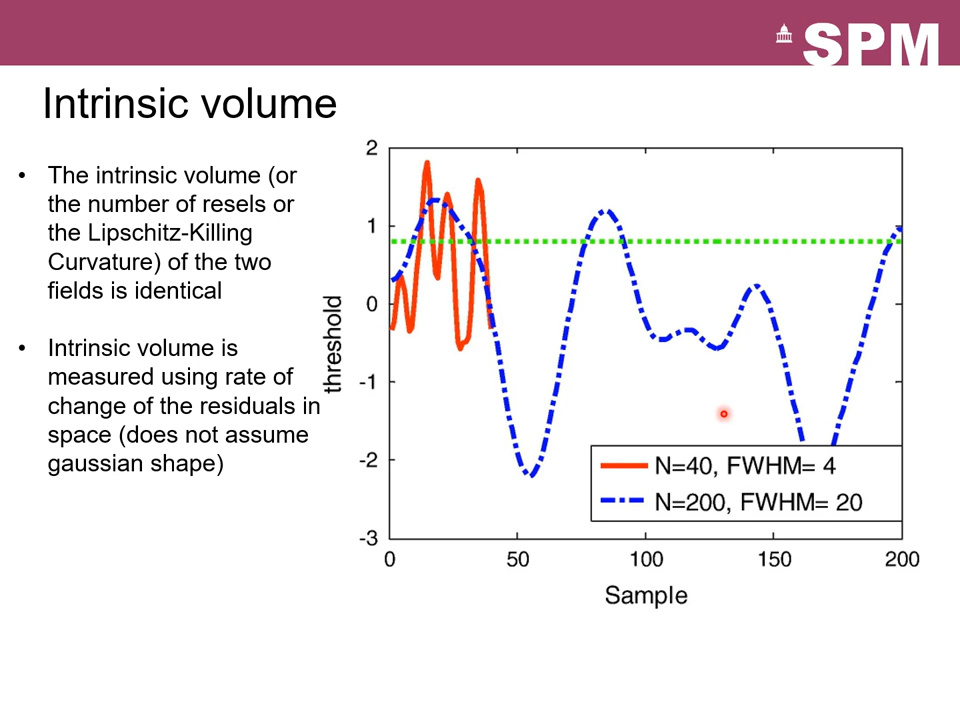 SPM
Intrinsic volume
• The intrinsic volume (or
the number of resels or
the Lipschitz-Killing
Curvature) of the two
fields is identical
• Intrinsic volume is
measured using rate of
change of the residuals in
space (does not assume
gaussian shape)
2
1
0
-1
-2
-3
threshold
0 50 100 150 200
Sample
N=40, FWHM= 4
N=200, FWHM= 20